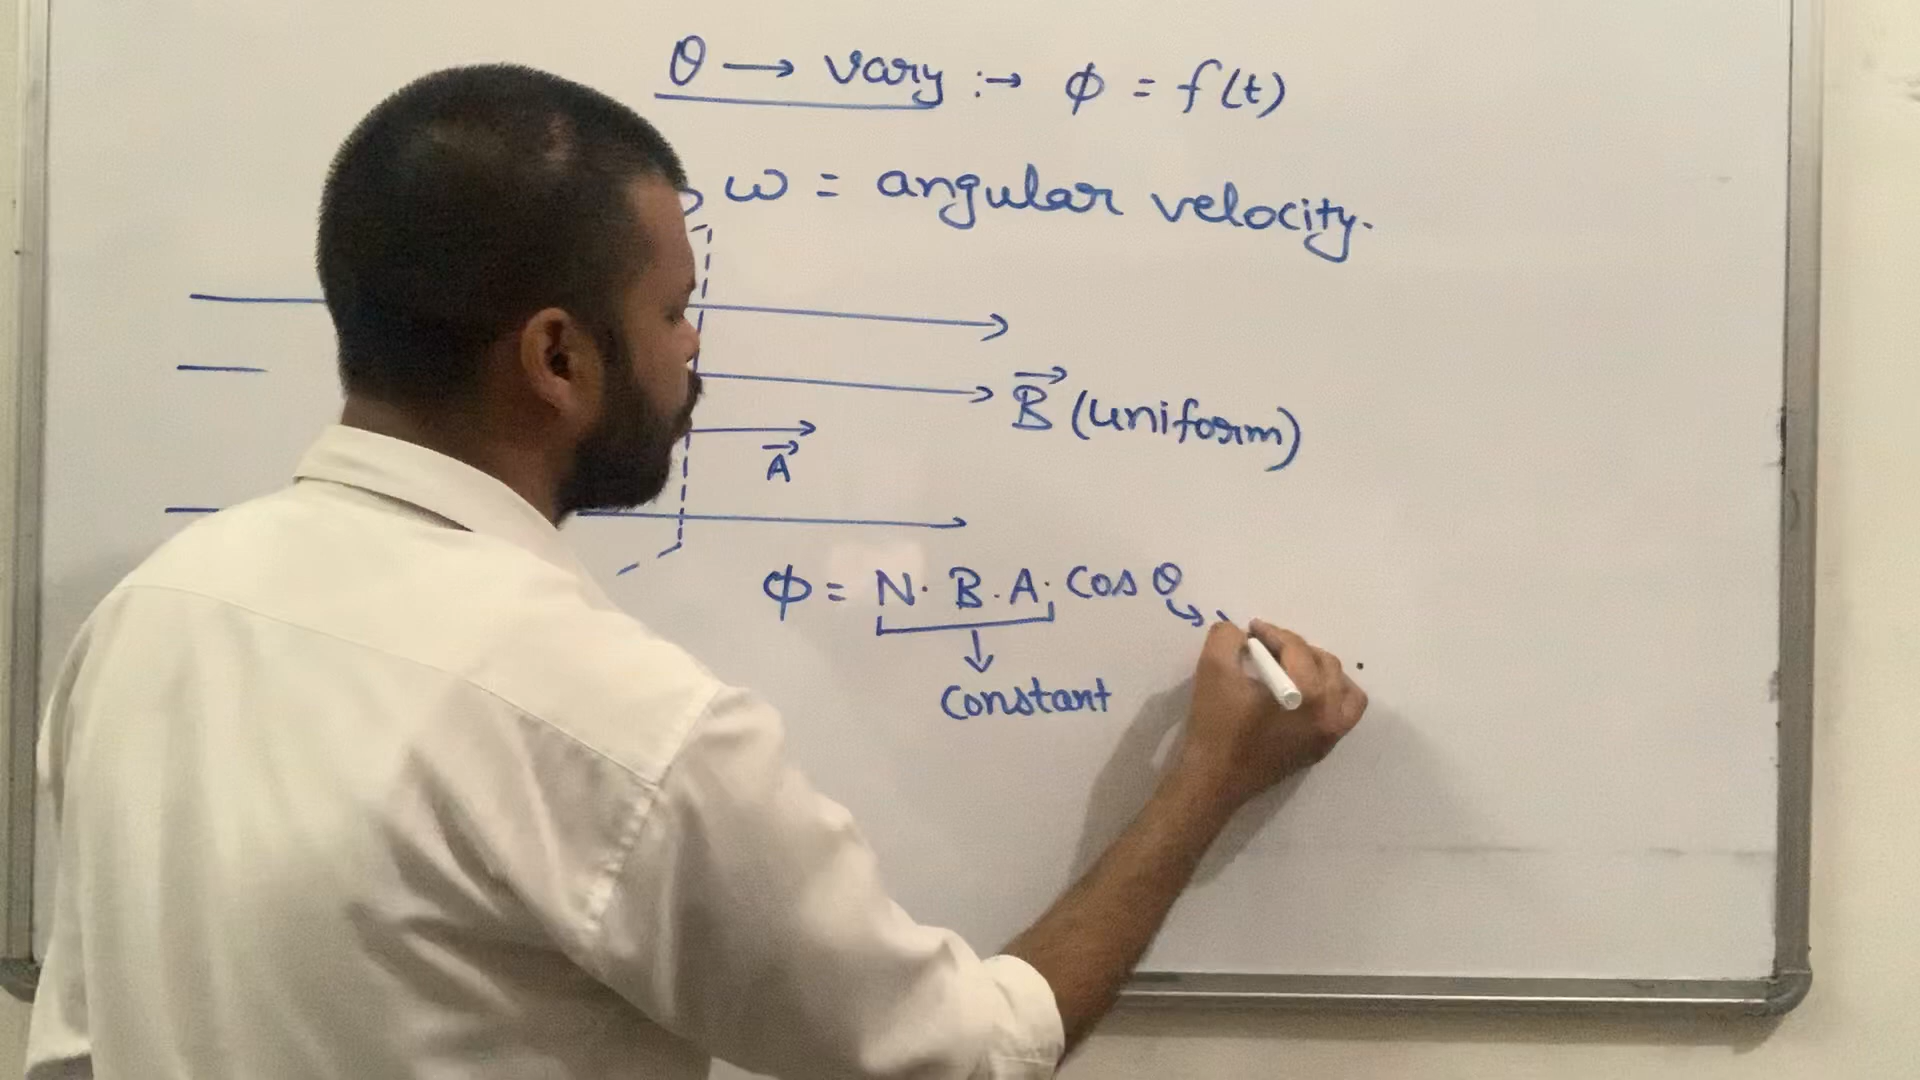 θ → vary :→ ϕ = f(t)
ω = angular velocity.
B⃗ (uniform)
A⃗
ϕ = N. B. A. cos θ
↓
Constant